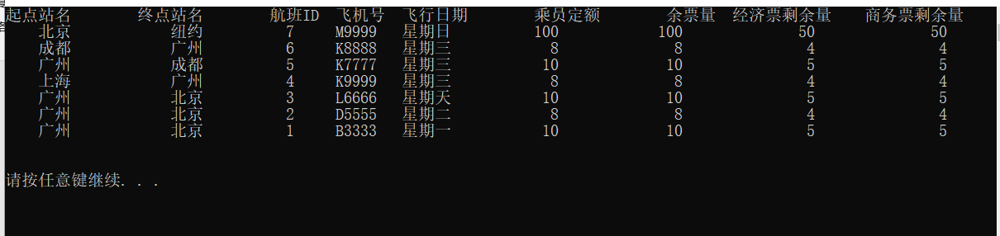 起点站名 终点站名 航班ID 飞机号 飞行日期 乘员定额 余票量 经济票剩余量 商务票剩余量
北京 纽约 7 M9999 星期日 100 100 50 50
成都 广州 6 K8888 星期三 8 8 4 4
广州 成都 5 K7777 星期三 10 10 5 5
上海 广州 4 K9999 星期三 8 8 4 4
广州 北京 3 L6666 星期天 10 10 5 5
广州 北京 2 D5555 星期二 8 8 4 4
广州 北京 1 B3333 星期一 10 10 5 5
请按任意键继续. . .